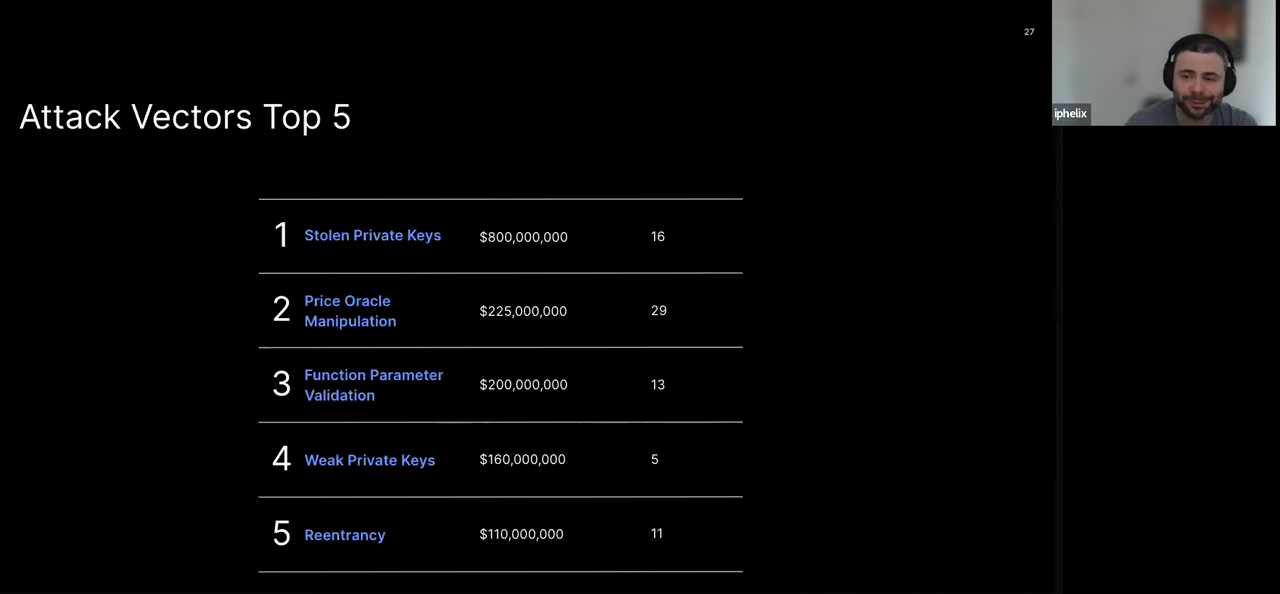 27
iphelix
Attack Vectors Top 5
1 Stolen Private Keys $800,000,000 16
2 Price Oracle
Manipulation $225,000,000 29
3 Function Parameter
Validation $200,000,000 13
4 Weak Private Keys $160,000,000 5
5 Reentrancy $110,000,000 11